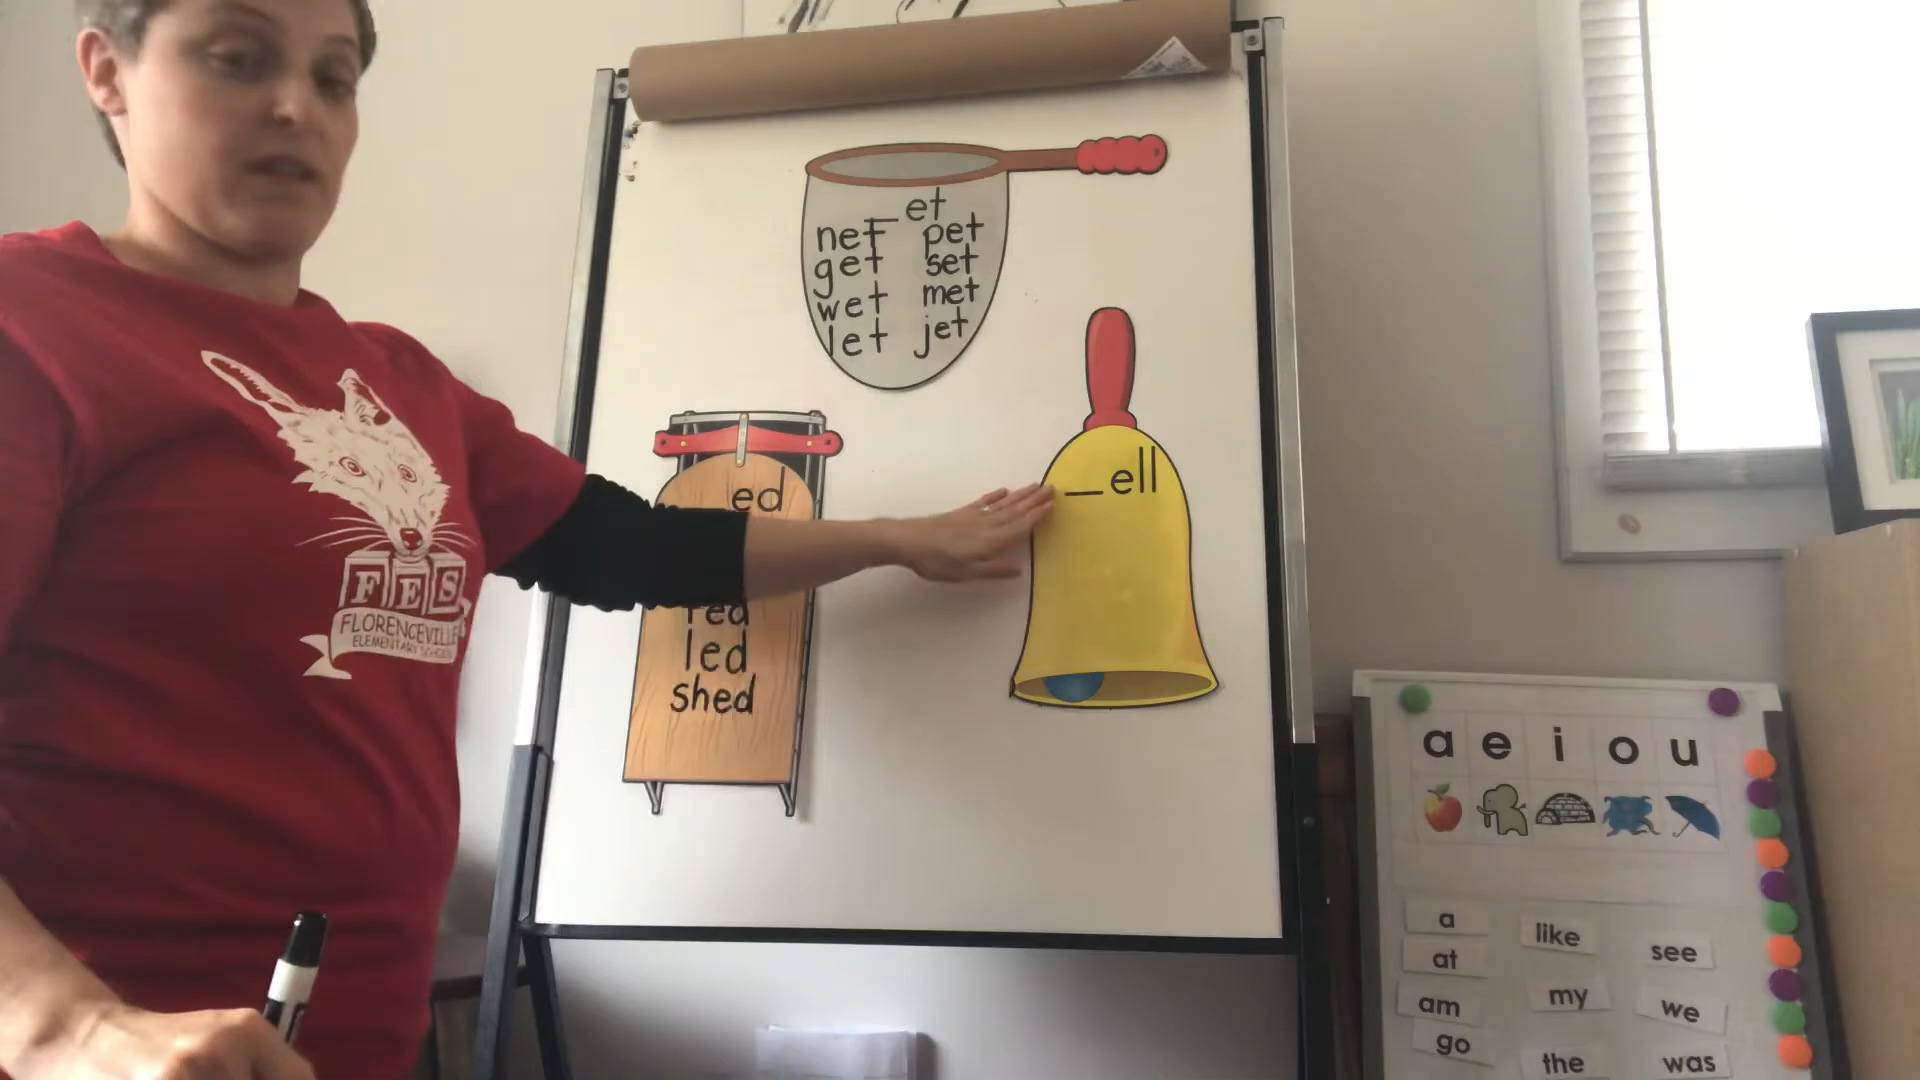 _et
net pet
get set
wet met
let jet
_ell
ed
red
led
shed
FES
FLORENCEVILLE
ELEMENTARY SCHOOL
a e i o u
a like see
at my we
am the was
go